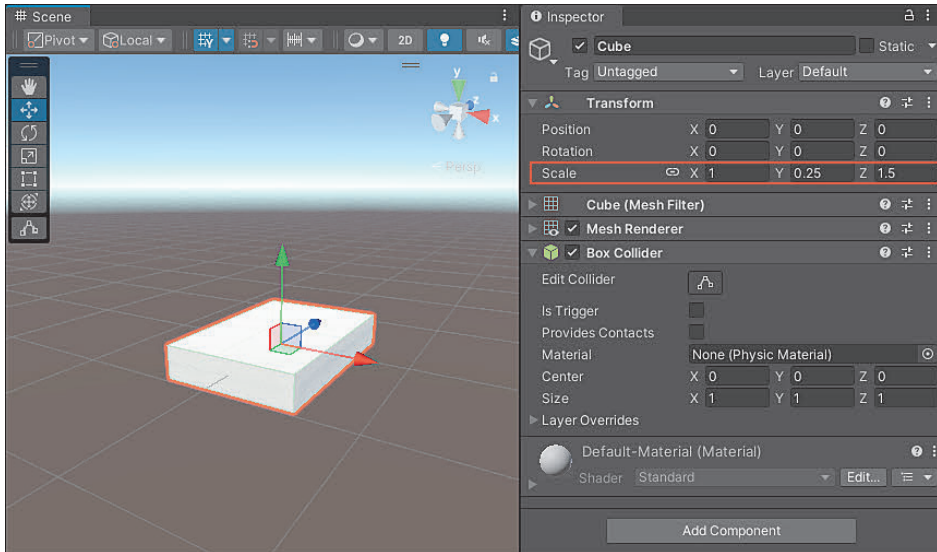 Scene
Pivot Local 2D
y
x
z
Persp
Inspector
Cube Static
Tag Untagged Layer Default
Transform
Position X 0 Y 0 Z 0
Rotation X 0 Y 0 Z 0
Scale X 1 Y 0.25 Z 1.5
Cube (Mesh Filter)
Mesh Renderer
Box Collider
Edit Collider
Is Trigger
Provides Contacts
Material None (Physic Material)
Center X 0 Y 0 Z 0
Size X 1 Y 1 Z 1
Layer Overrides
Default-Material (Material)
Shader Standard Edit...
Add Component